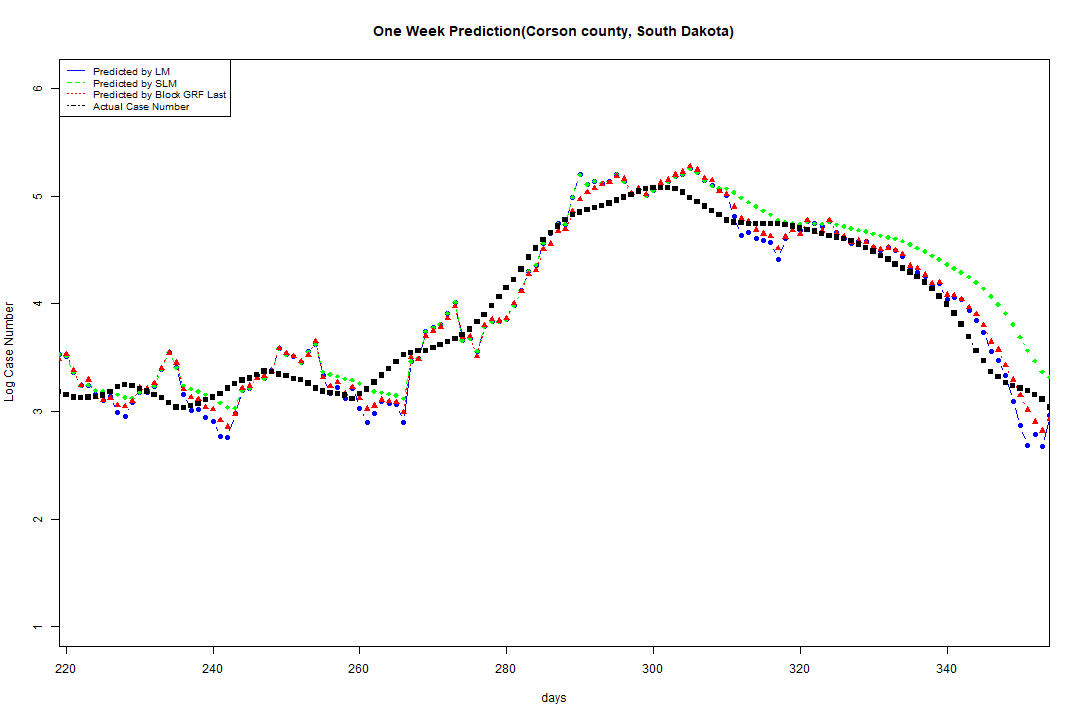 One Week Prediction(Corson county, South Dakota)
Predicted by LM
Predicted by SLM
Predicted by Block GRF Last
Actual Case Number
6
5
4
3
2
1
Log Case Number
220 240 260 280 300 320 340
days